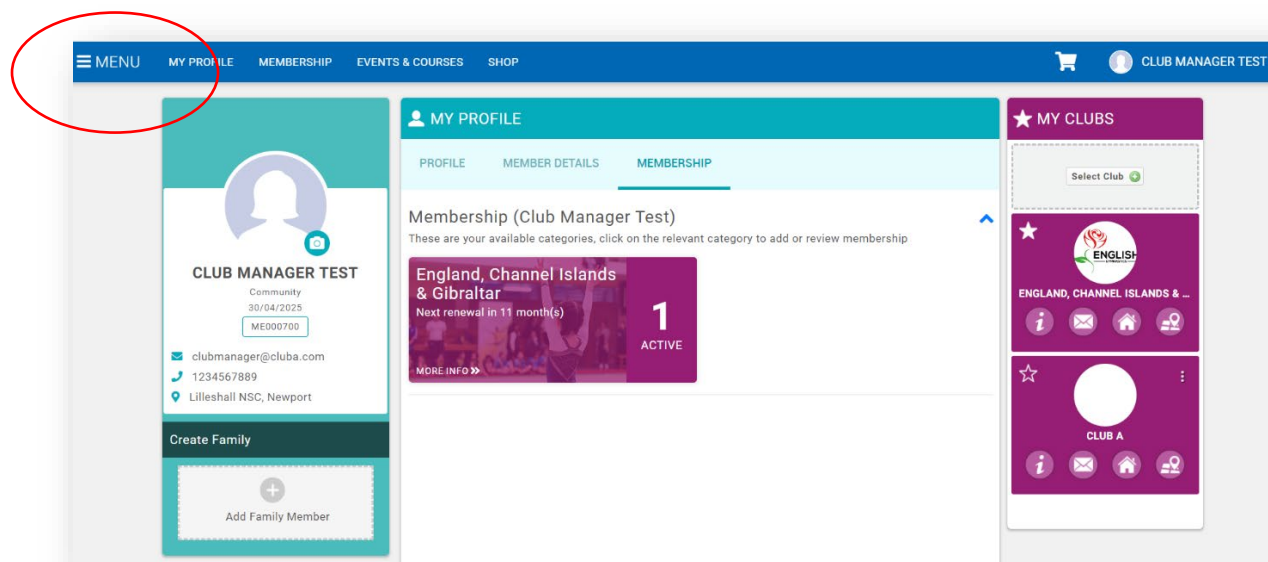 MENU
MY PROFILE
MEMBERSHIP
EVENTS & COURSES
SHOP
CLUB MANAGER TEST
CLUB MANAGER TEST
Community
30/04/2025
ME000700
clubmanager@cluba.com
1234567889
Lilleshall NSC, Newport
Create Family
Add Family Member
MY PROFILE
PROFILE
MEMBER DETAILS
MEMBERSHIP
Membership (Club Manager Test)
These are your available categories, click on the relevant category to add or review membership
England, Channel Islands
& Gibraltar
Next renewal in 11 month(s)
MORE INFO
1
ACTIVE
MY CLUBS
Select Club
ENGLISH
ENGLAND, CHANNEL ISLANDS & ...
CLUB A